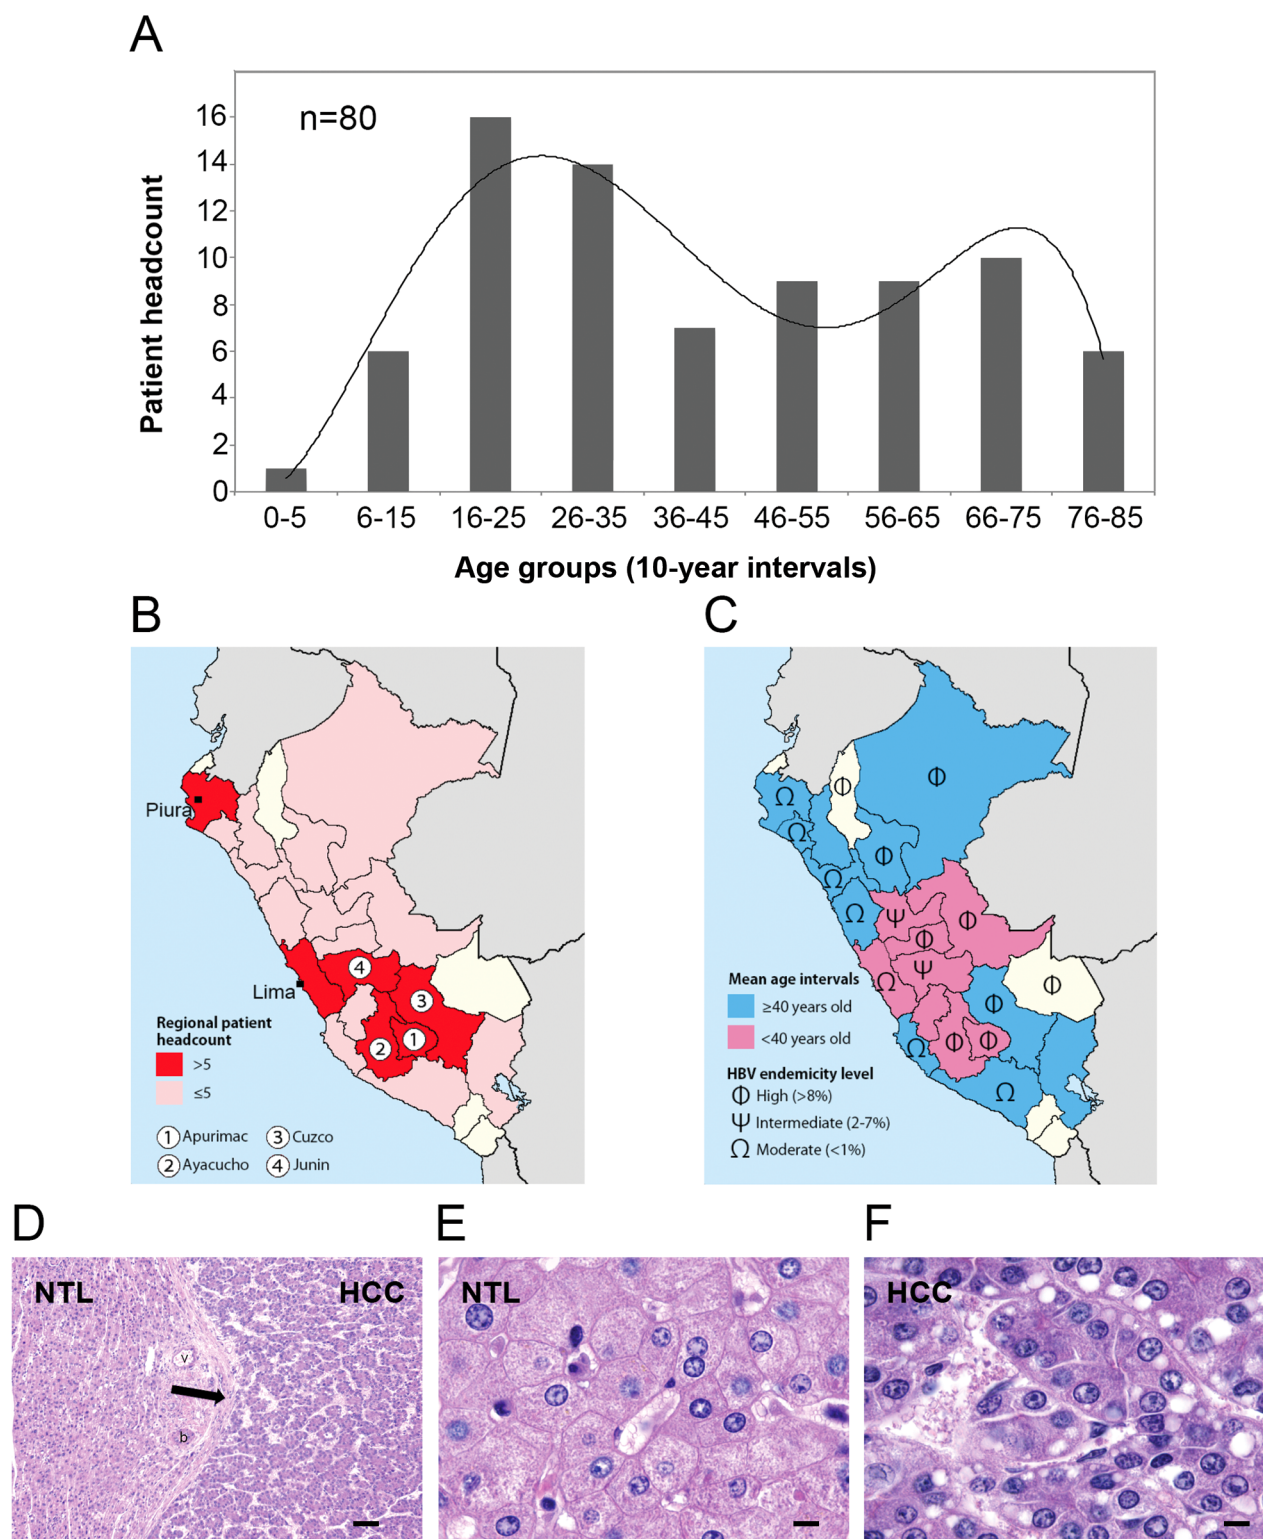 A
n=80
16
14
12
10
8
6
4
2
0
Patient headcount
0-5 6-15 16-25 26-35 36-45 46-55 56-65 66-75 76-85
Age groups (10-year intervals)
B
Piura
Lima
4
3
1
2
Regional patient
headcount
>5
≤5
1 Apurimac 3 Cuzco
2 Ayacucho 4 Junin
C
Φ
Φ
Ω
Ω
Φ
Ω
Ω
Ψ
Φ
Φ
Ψ
Ω
Φ
Φ
Ω
Φ
Φ
Ω
Mean age intervals
≥40 years old
<40 years old
HBV endemicity level
Φ High (>8%)
Ψ Intermediate (2-7%)
Ω Moderate (<1%)
D
NTL HCC
v
b
E
NTL
F
HCC